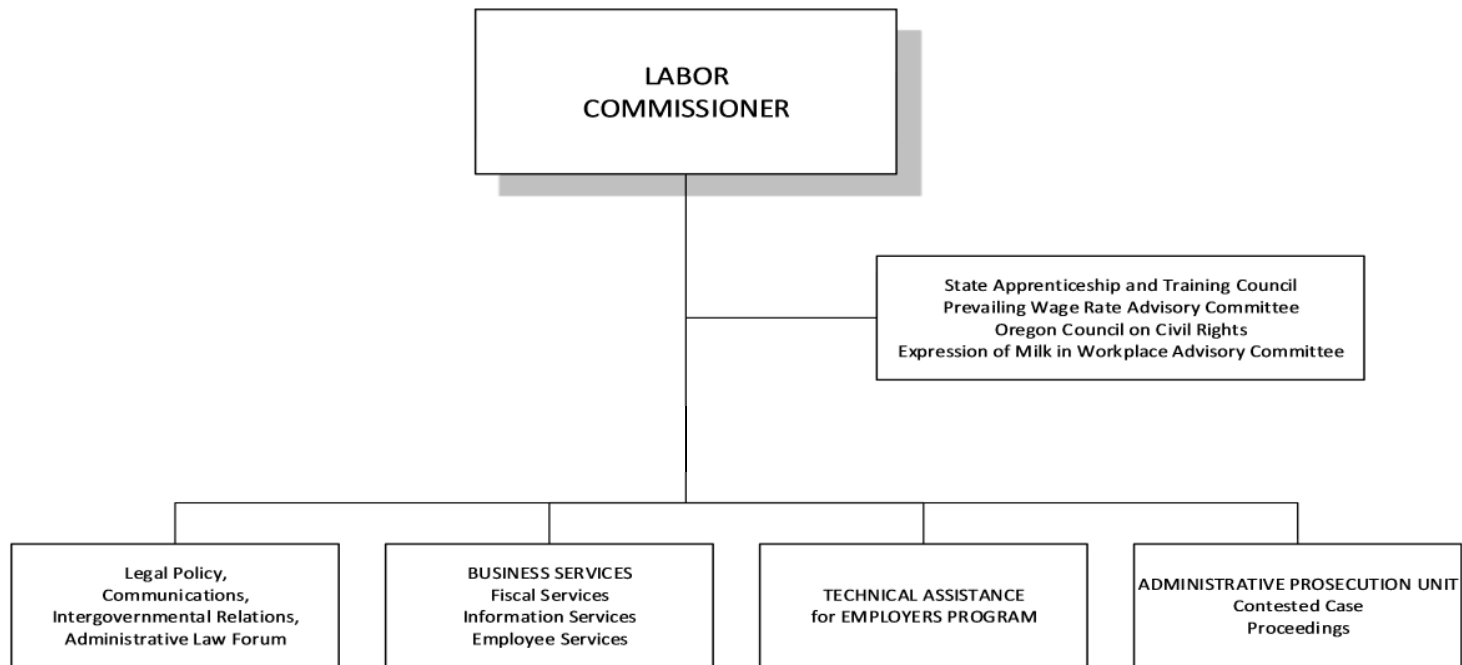 LABOR
COMMISSIONER
State Apprenticeship and Training Council
Prevailing Wage Rate Advisory Committee
Oregon Council on Civil Rights
Expression of Milk in Workplace Advisory Committee
Legal Policy,
Communications,
Intergovernmental Relations,
Administrative Law Forum
BUSINESS SERVICES
Fiscal Services
Information Services
Employee Services
TECHNICAL ASSISTANCE
for EMPLOYERS PROGRAM
ADMINISTRATIVE PROSECUTION UNIT
Contested Case
Proceedings